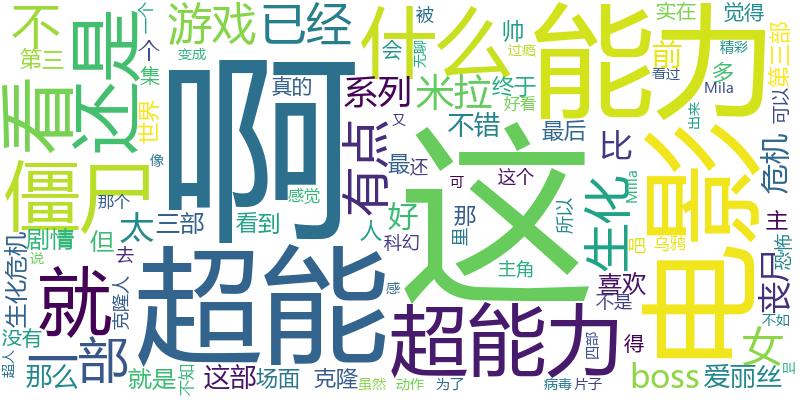 不
还是
游戏
已经
什么
能力
帅
被
实在
觉得
个
一个
第三
集
变成
看
啊
真的
系列
米拉
终于
会
无聊
过瘾
好看
前
多
精彩
看过
Mila
第三部
可以
出来
僵尸
世界
像
有点
不错
最后
比
又
最
还
这
电影
危机
那个
感觉
可
这个
所以
生化
Milla
吧
乌鸦
主
恐怖
剧情
但
太
三部
看到
人
好
那
里
科幻
主角
喜欢
不是
丧尸
生化危机
说
去
克隆人
超能
感
超能力
四部
得
女
不如
就
一部
没有
超人
那么
就是
不知
这部
场面
克隆
虽然
动作
为了
病毒
片子
boss
爱丽丝